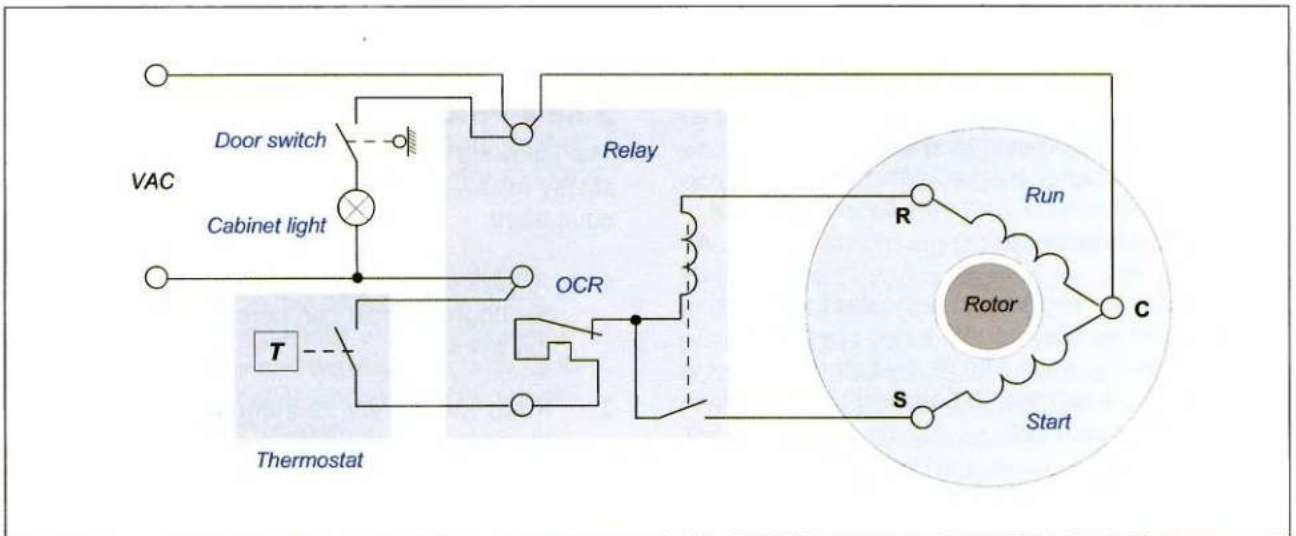 Door switch
Relay
VAC
Cabinet light
R
Run
OCR
Rotor
C
T
S
Start
Thermostat